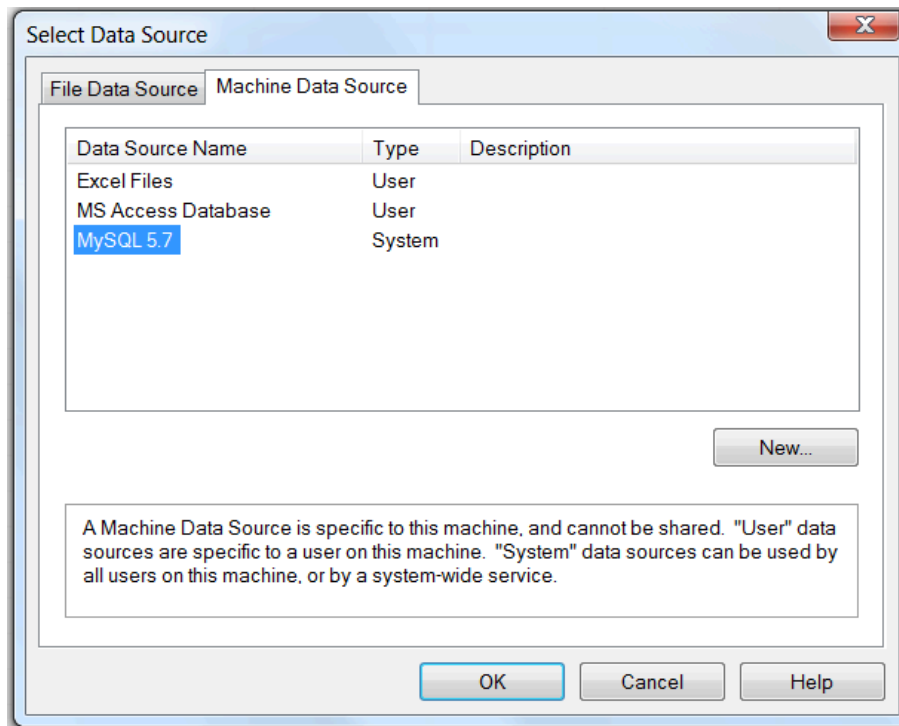 Select Data Source
File Data Source Machine Data Source
Data Source Name Type Description
Excel Files User
MS Access Database User
MySQL 5.7 System
New...
A Machine Data Source is specific to this machine, and cannot be shared. "User" data
sources are specific to a user on this machine. "System" data sources can be used by
all users on this machine, or by a system-wide service.
OK Cancel Help